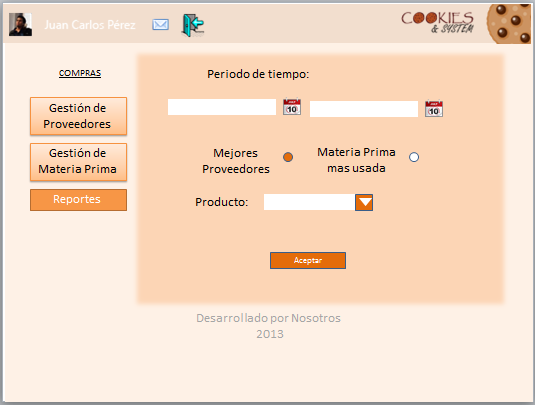 Juan Carlos Pérez
COOKIES
& SYSTEM
COMPRAS
Gestión de
Proveedores
Gestión de
Materia Prima
Reportes
Periodo de tiempo:
10
10
Mejores
Proveedores
Materia Prima
mas usada
Producto:
Aceptar
Desarrollado por Nosotros
2013